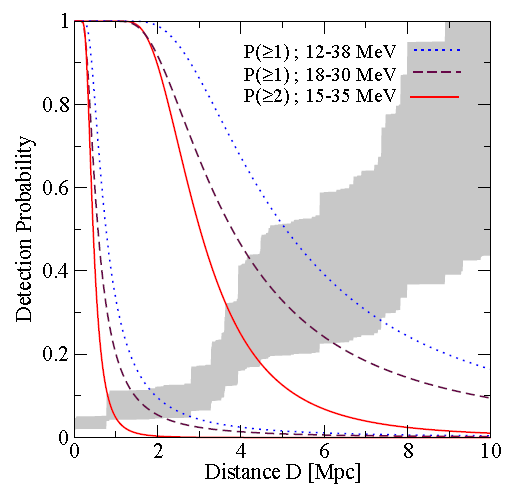 1
P(≥1) ; 12-38 MeV
P(≥1) ; 18-30 MeV
P(≥2) ; 15-35 MeV
0.8
0.6
Detection Probability
0.4
0.2
0
0 2 4 6 8 10
Distance D [Mpc]